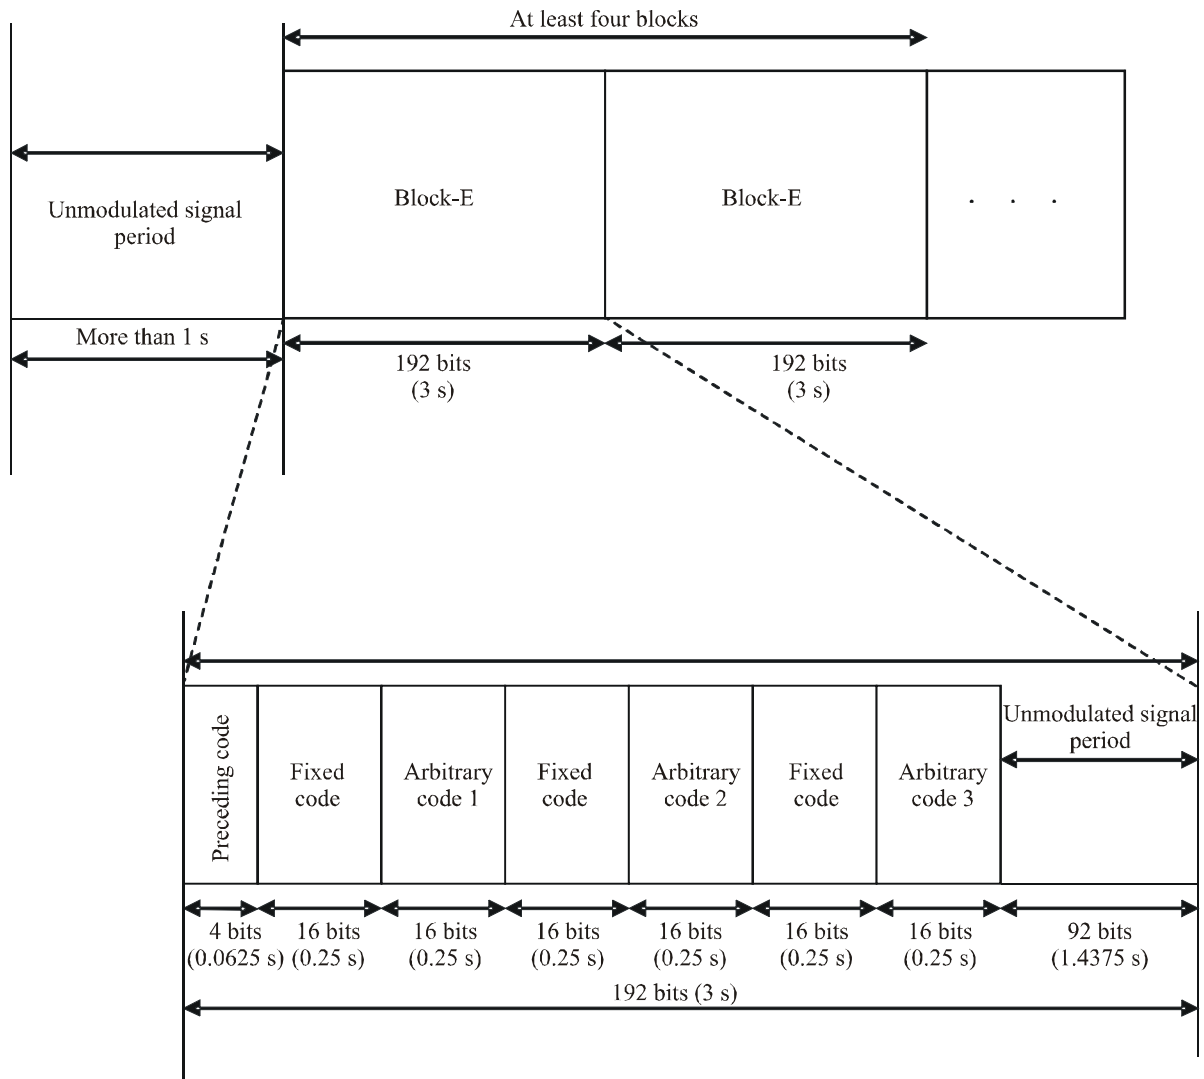 At least four blocks
Unmodulated signal
period
Block-E
Block-E
. . .
More than 1 s
192 bits
(3 s)
192 bits
(3 s)
Preceding code
Fixed
code
Arbitrary
code 1
Fixed
code
Arbitrary
code 2
Fixed
code
Arbitrary
code 3
Unmodulated signal
period
4 bits
(0.0625 s)
16 bits
(0.25 s)
16 bits
(0.25 s)
16 bits
(0.25 s)
16 bits
(0.25 s)
16 bits
(0.25 s)
16 bits
(0.25 s)
92 bits
(1.4375 s)
192 bits (3 s)